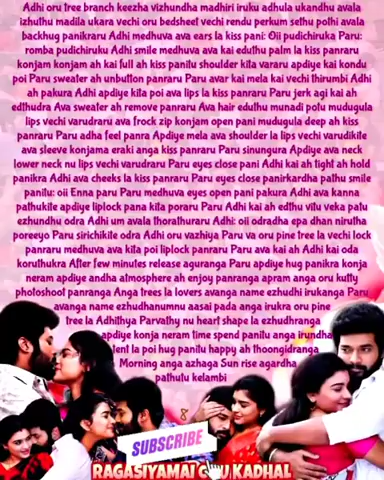 Adhi oru tree branch keezha vizhundha madhiri iruku adhula ukandhu avala
izhuthu madila ukara vechi oru bedsheet vechi rendu perkum sethu polhi avala
backhug panikraru Adhi medhuva ava ears la kiss pani: Oii pudichiruka Paru:
romba pudichiruku Adhi smile medhuva ava kai eduthu palm la kiss panraru
konjam konjam ah kai full ah kiss panitu shoulder kita vararu apdiye kai kondu
poi Paru sweater ah unbutton panraru Paru avar kai mela kai vechi thirumbi Adhi
ah pakura Adhi apdiye kita poi ava lips la kiss panraru Paru jerk agi kai ah
edthudra Ava sweater ah remove panraru Ava hair eduthu munadi potu mudugula
lips vechi varudraru ava frock zip konjam open pani mudugula deep ah kiss
panraru Paru adha feel panra Apdiye mela ava shoulder la lips vechi varudikite
ava sleeve konjama eraki anga kiss panraru Paru sinungura Apdiye ava neck
lower neck nu lips vechi varudraru Paru eyes close pani Adhi kai ah tight ah hold
panikra Adhi ava cheeks la kiss panraru Paru eyes close panirkardha pathu smile
panitu: oii Enna paru Paru medhuva eyes open pani pakura Adhi ava kanna
pathukite apdiye liplock pana kita poraru Paru Adhi kai ah edthu vitu veka patu
ezhundhu odra Adhi um avala thorathuraru Adhi: oii odradha epa dhan nirutha
poreeyo Paru sirichikite odra Adhi oru vazhiya Paru va oru pine tree la vechi lock
panraru medhuva ava kita poi liplock panraru Paru ava kai ah Adhi kai oda
koruthukra After few minutes release aguranga Paru apdiye hug panikra konja
neram apdiye andha atmosphere ah enjoy panranga apram anga oru kutty
photoshoot panranga Anga trees la lovers avanga name ezhudhi irukanga Paru
avanga name ezhudhanumnu aasai pada anga irukra oru pine
tree la Adhithya Parvathy nu heart shape la ezhudhranga
apdiye konja neram time spend panitu anga irundha
tent la poi hug panitu happy ah thoongidranga
Morning anga azhaga Sun rise agardha
pathutu kelambi
8
SUBSCRIBE
RAGASIYAMAI KADHAL